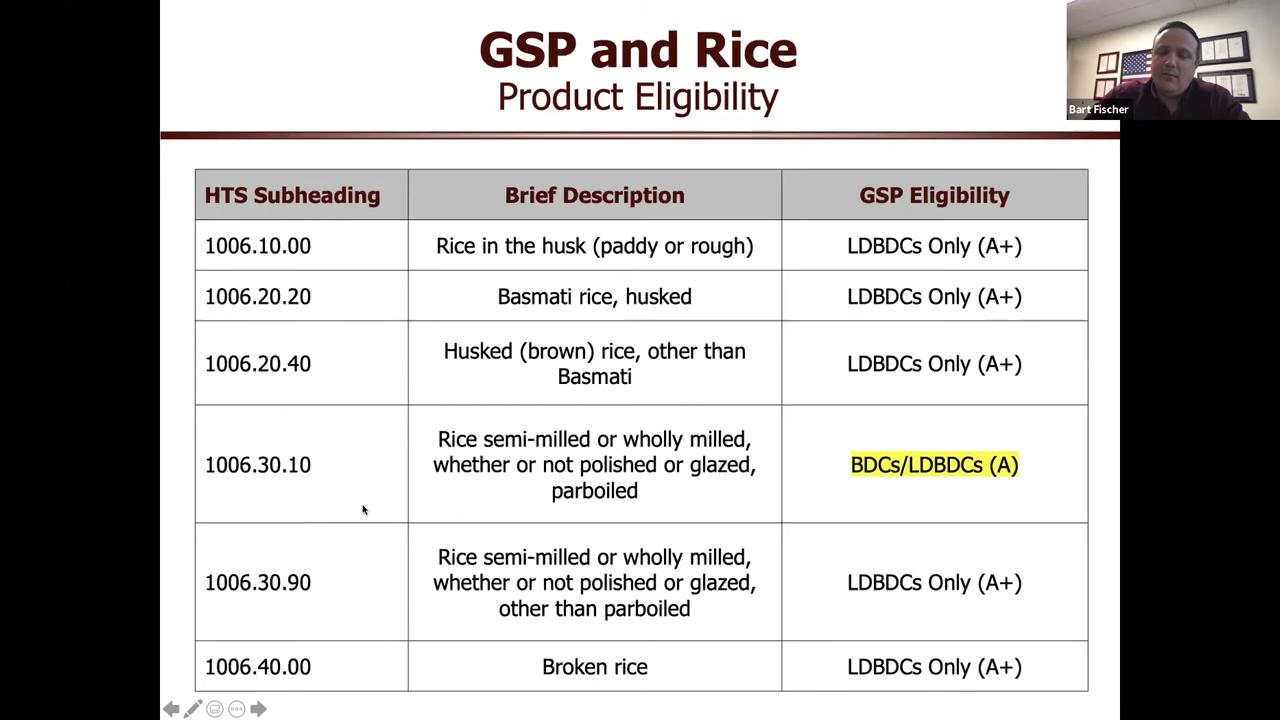 GSP and Rice
Product Eligibility
Bart Fischer
HTS Subheading
Brief Description
GSP Eligibility
1006.10.00
Rice in the husk (paddy or rough)
LDBDCs Only (A+)
1006.20.20
Basmati rice, husked
LDBDCs Only (A+)
1006.20.40
Husked (brown) rice, other than
Basmati
LDBDCs Only (A+)
1006.30.10
Rice semi-milled or wholly milled,
whether or not polished or glazed,
parboiled
BDCs/LDBDCs (A)
1006.30.90
Rice semi-milled or wholly milled,
whether or not polished or glazed,
other than parboiled
LDBDCs Only (A+)
1006.40.00
Broken rice
LDBDCs Only (A+)